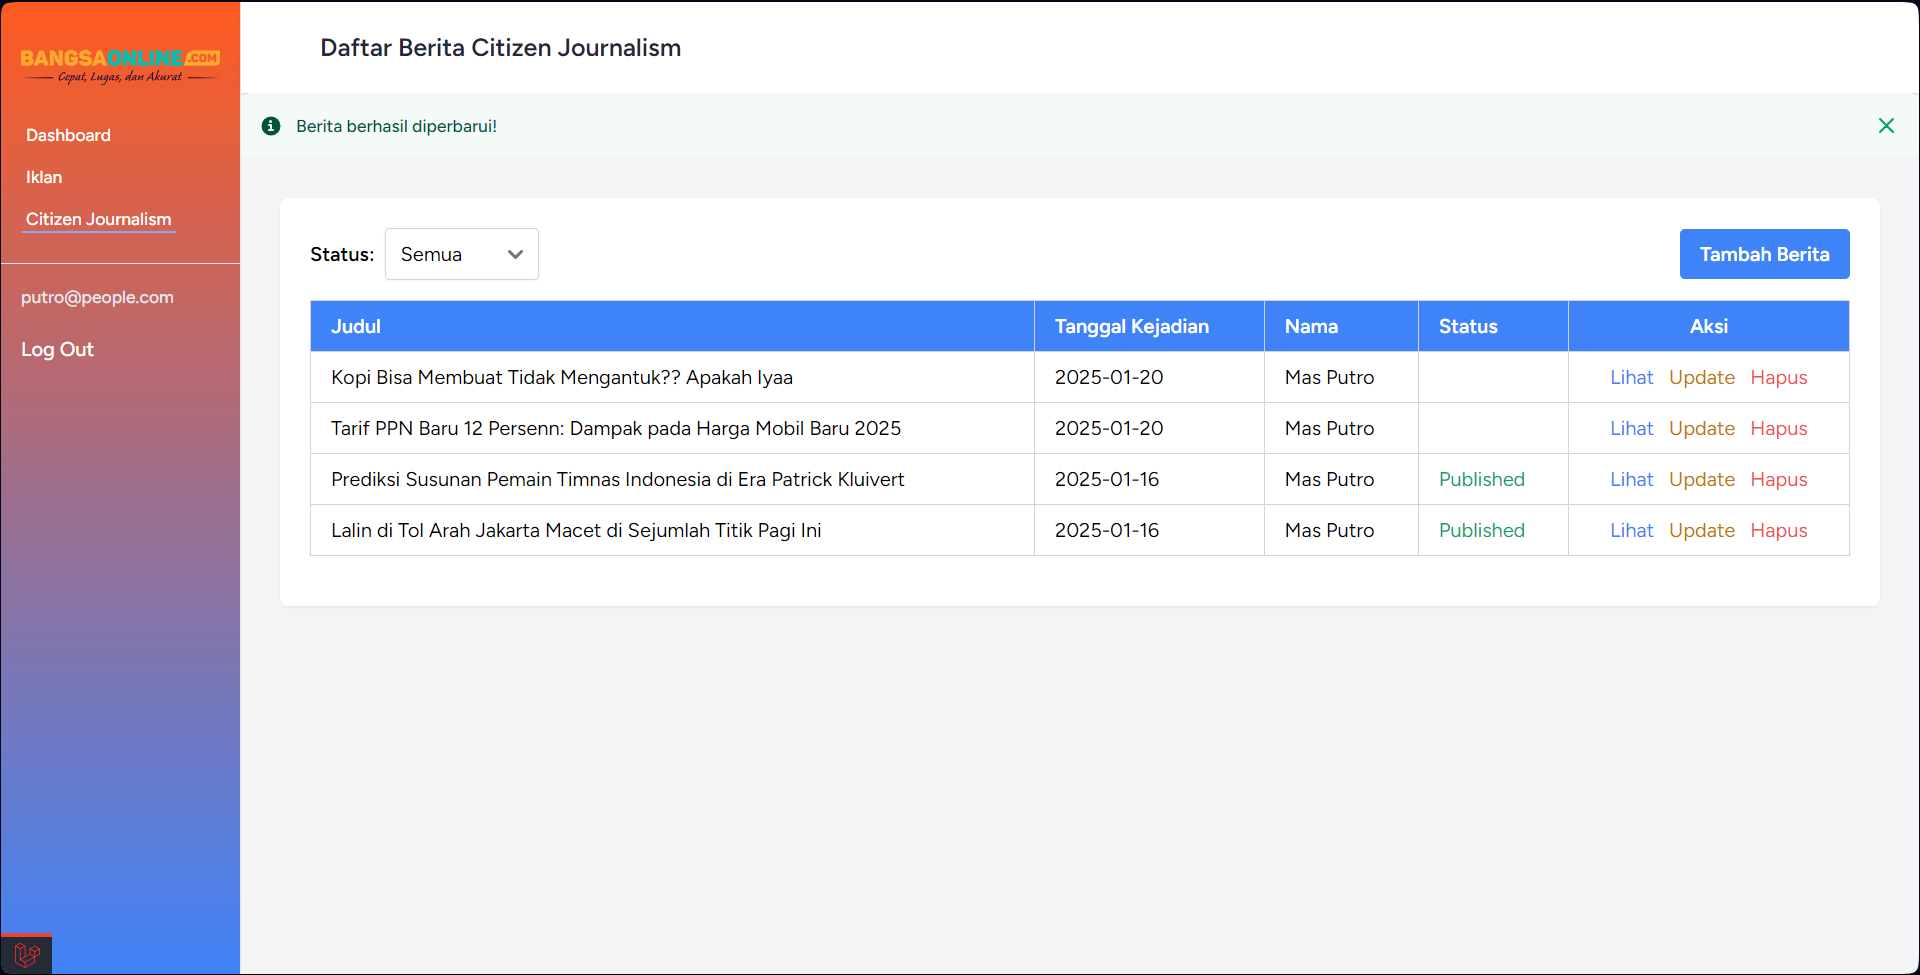 BANGSAONLINE.COM
Cepat, Lugas, dan Akurat
Dashboard
Iklan
Citizen Journalism
putro@people.com
Log Out
Daftar Berita Citizen Journalism
Berita berhasil diperbarui!
Status: Semua
Tambah Berita
Judul Tanggal Kejadian Nama Status Aksi
Kopi Bisa Membuat Tidak Mengantuk?? Apakah Iyaa 2025-01-20 Mas Putro Lihat Update Hapus
Tarif PPN Baru 12 Persenn: Dampak pada Harga Mobil Baru 2025 2025-01-20 Mas Putro Lihat Update Hapus
Prediksi Susunan Pemain Timnas Indonesia di Era Patrick Kluivert 2025-01-16 Mas Putro Published Lihat Update Hapus
Lalin di Tol Arah Jakarta Macet di Sejumlah Titik Pagi Ini 2025-01-16 Mas Putro Published Lihat Update Hapus